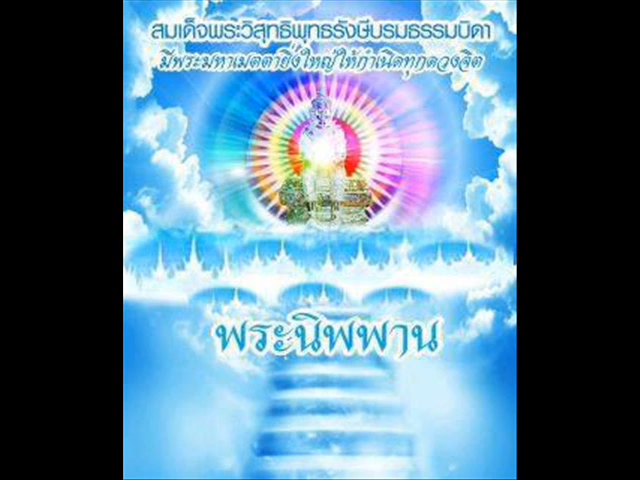 สมเด็จพระวิสุทธิพุทธรังษีบรมธรรมบิดา
มีพระมหาเมตตายิ่งใหญ่ให้กำเนิดทุกดวงจิต
พระนิพพาน